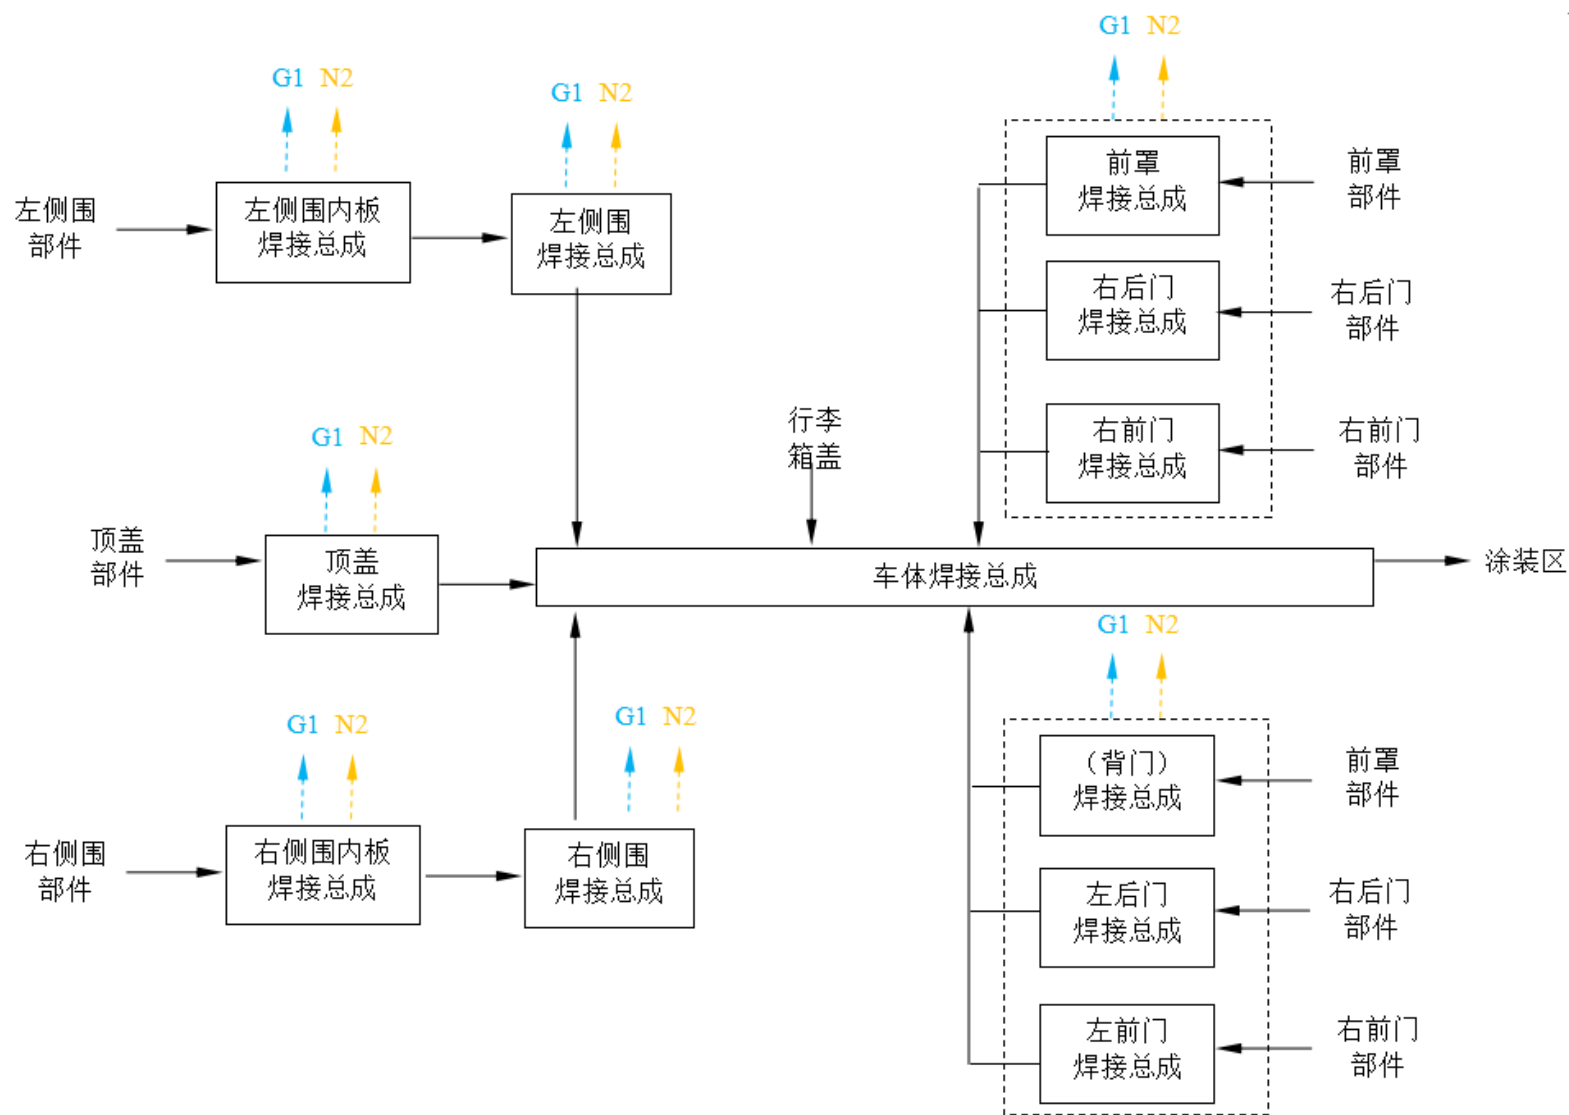 G1 N2
左侧围
部件
左侧围内板
焊接总成
G1 N2
左侧围
焊接总成
G1 N2
前罩
焊接总成
前罩
部件
右后门
焊接总成
右后门
部件
右前门
焊接总成
右前门
部件
行李
箱盖
G1 N2
顶盖
部件
顶盖
焊接总成
车体焊接总成
涂装区
G1 N2
右侧围
部件
右侧围内板
焊接总成
G1 N2
右侧围
焊接总成
G1 N2
（背门）
焊接总成
前罩
部件
左后门
焊接总成
右后门
部件
左前门
焊接总成
右前门
部件